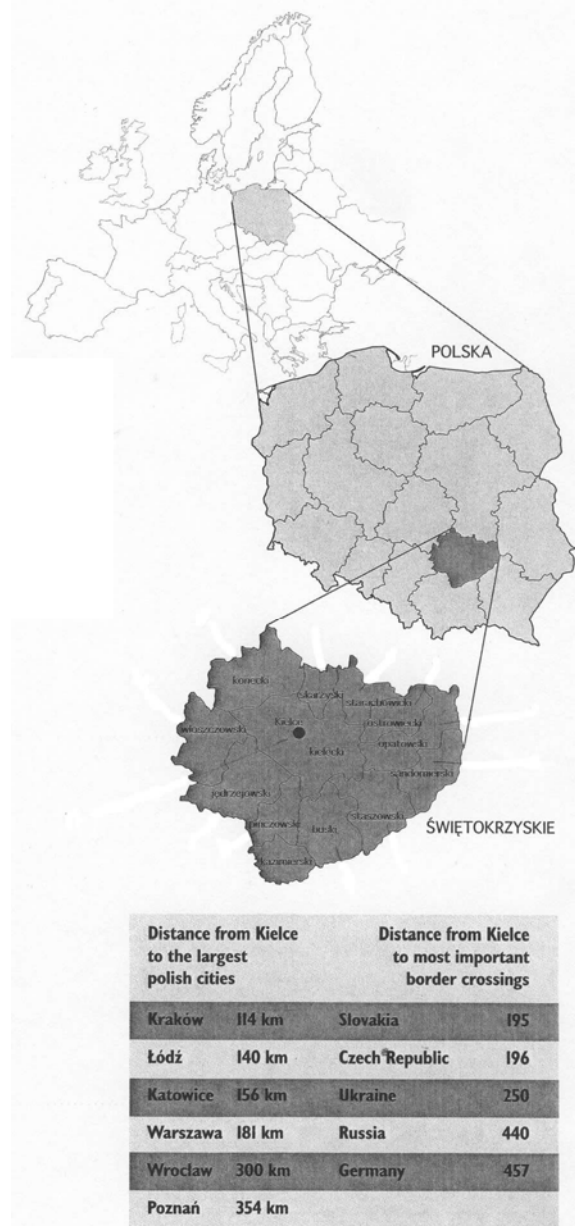 POLSKA
konecki
skarżyski
starachowicki
włoszczowski
Kielce
ostrowiecki
kielecki
opatowski
sandomierski
jędrzejowski
staszowski
pinczowski
buski
kazimierski
ŚWIĘTOKRZYSKIE
Distance from Kielce
to the largest
polish cities
Distance from Kielce
to most important
border crossings
Kraków 114 km Slovakia 195
Łódź 140 km Czech Republic 196
Katowice 156 km Ukraine 250
Warszawa 181 km Russia 440
Wrocław 300 km Germany 457
Poznań 354 km